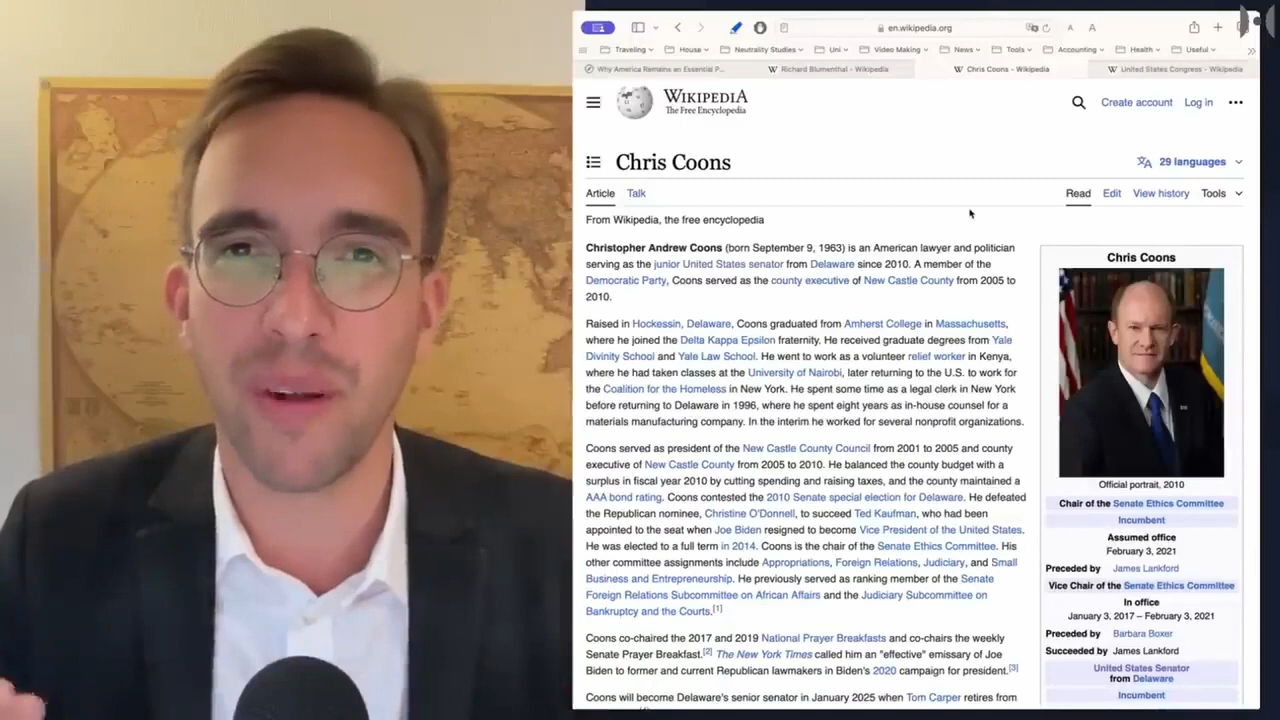 en.wikipedia.org
A
A
Traveling
House
Neutrality Studies
Uni
Video Making
News
Tools
Accounting
Health
Useful
Why America Remains an Essential P...
Richard Blumenthal - Wikipedia
Chris Coons - Wikipedia
United States Congress - Wikipedia
WIKIPEDIA
The Free Encyclopedia
Create account
Log in
Chris Coons
29 languages
Article
Talk
Read
Edit
View history
Tools
From Wikipedia, the free encyclopedia
Christopher Andrew Coons (born September 9, 1963) is an American lawyer and politician
serving as the junior United States senator from Delaware since 2010. A member of the
Democratic Party, Coons served as the county executive of New Castle County from 2005 to
2010.
Raised in Hockessin, Delaware, Coons graduated from Amherst College in Massachusetts,
where he joined the Delta Kappa Epsilon fraternity. He received graduate degrees from Yale
Divinity School and Yale Law School. He went to work as a volunteer relief worker in Kenya,
where he had taken classes at the University of Nairobi, later returning to the U.S. to work for
the Coalition for the Homeless in New York. He spent some time as a legal clerk in New York
before returning to Delaware in 1996, where he spent eight years as in-house counsel for a
materials manufacturing company. In the interim he worked for several nonprofit organizations.
Coons served as president of the New Castle County Council from 2001 to 2005 and county
executive of New Castle County from 2005 to 2010. He balanced the county budget with a
surplus in fiscal year 2010 by cutting spending and raising taxes, and the county maintained a
AAA bond rating. Coons contested the 2010 Senate special election for Delaware. He defeated
the Republican nominee, Christine O'Donnell, to succeed Ted Kaufman, who had been
appointed to the seat when Joe Biden resigned to become Vice President of the United States.
He was elected to a full term in 2014. Coons is the chair of the Senate Ethics Committee. His
other committee assignments include Appropriations, Foreign Relations, Judiciary, and Small
Business and Entrepreneurship. He previously served as ranking member of the Senate
Foreign Relations Subcommittee on African Affairs and the Judiciary Subcommittee on
Bankruptcy and the Courts.[1]
Coons co-chaired the 2017 and 2019 National Prayer Breakfasts and co-chairs the weekly
Senate Prayer Breakfast.[2] The New York Times called him an "effective" emissary of Joe
Biden to former and current Republican lawmakers in Biden's 2020 campaign for president.[3]
Coons will become Delaware's senior senator in January 2025 when Tom Carper retires from
Chris Coons
Official portrait, 2010
Chair of the Senate Ethics Committee
Incumbent
Assumed office
February 3, 2021
Preceded by James Lankford
Vice Chair of the Senate Ethics Committee
In office
January 3, 2017 – February 3, 2021
Preceded by Barbara Boxer
Succeeded by James Lankford
United States Senator
from Delaware
Incumbent